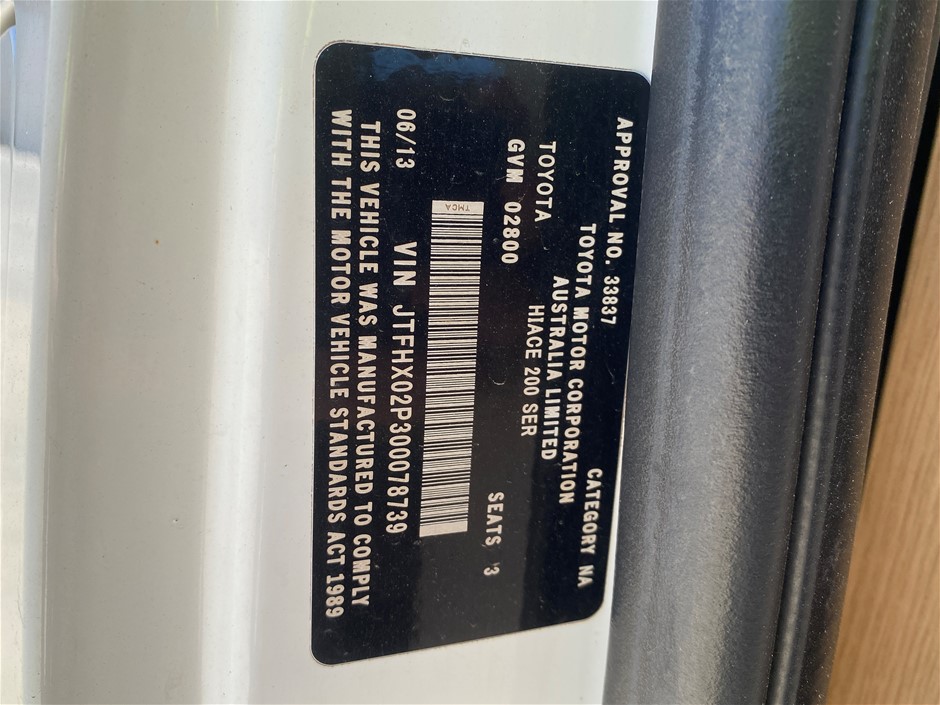 APPROVAL NO. 33837 CATEGORY NA
TOYOTA MOTOR CORPORATION
AUSTRALIA LIMITED
TOYOTA HIACE 200 SER
GVM 02800 SEATS 3
TMCA
06/13 VIN JTFHX02P300078739
THIS VEHICLE WAS MANUFACTURED TO COMPLY
WITH THE MOTOR VEHICLE STANDARDS ACT 1989